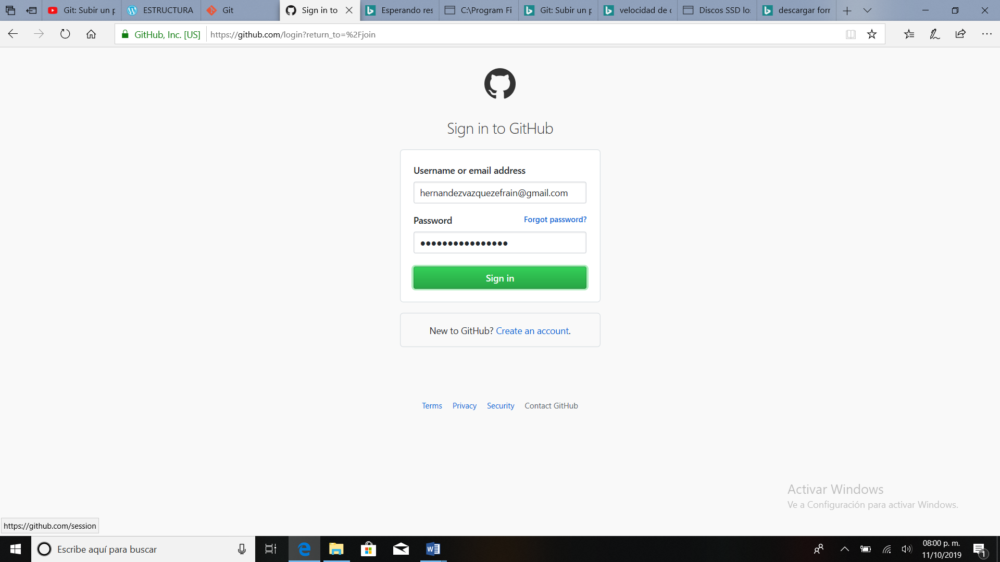 Git: Subir un p
ESTRUCTURA
Git
Sign in to
Esperando res
C:\Program Fi
Git: Subir un p
velocidad de c
Discos SSD lo
descargar forr
GitHub, Inc. [US]
https://github.com/login?return_to=%2Fjoin
Sign in to GitHub
Username or email address
hernandezvazquezefrain@gmail.com
Password
Forgot password?
Sign in
New to GitHub? Create an account.
Terms
Privacy
Security
Contact GitHub
Activar Windows
Ve a Configuración para activar Windows.
https://github.com/session
Escribe aquí para buscar
08:00 p. m.
11/10/2019
1